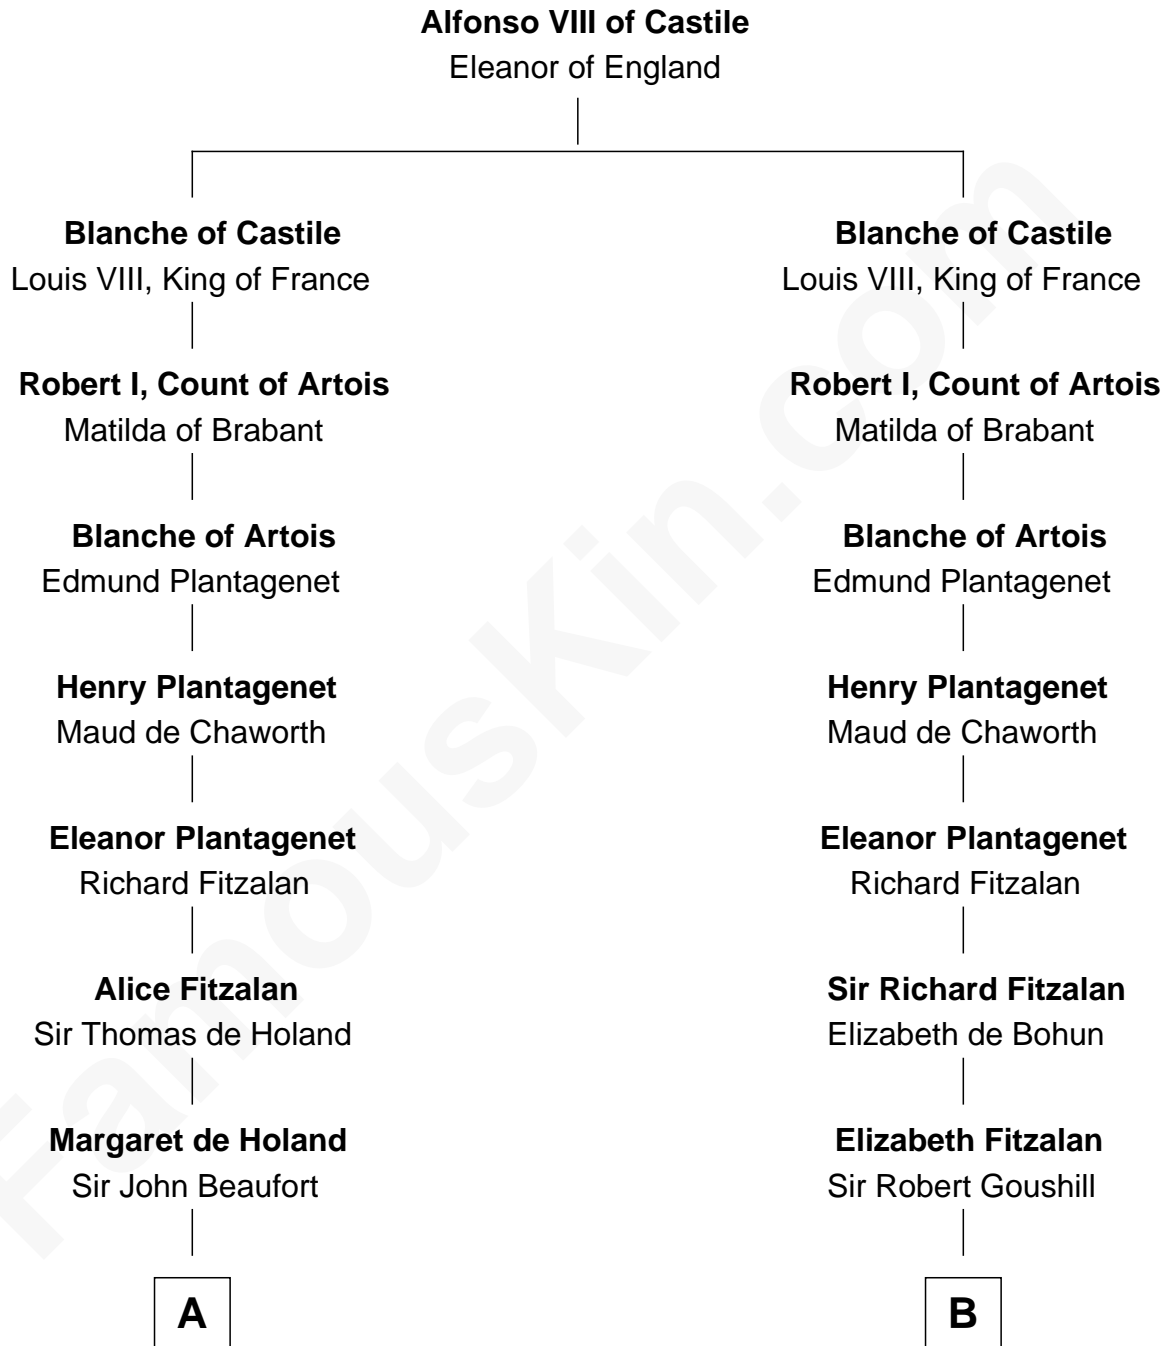 Alfonso VIII of Castile
Eleanor of England
Blanche of Castile
Louis VIII, King of France
Robert I, Count of Artois
Matilda of Brabant
Blanche of Artois
Edmund Plantagenet
Henry Plantagenet
Maud de Chaworth
Eleanor Plantagenet
Richard Fitzalan
Alice Fitzalan
Sir Thomas de Holand
Margaret de Holand
Sir John Beaufort
A
Blanche of Castile
Louis VIII, King of France
Robert I, Count of Artois
Matilda of Brabant
Blanche of Artois
Edmund Plantagenet
Henry Plantagenet
Maud de Chaworth
Eleanor Plantagenet
Richard Fitzalan
Sir Richard Fitzalan
Elizabeth de Bohun
Elizabeth Fitzalan
Sir Robert Goushill
B
FamousKin.com